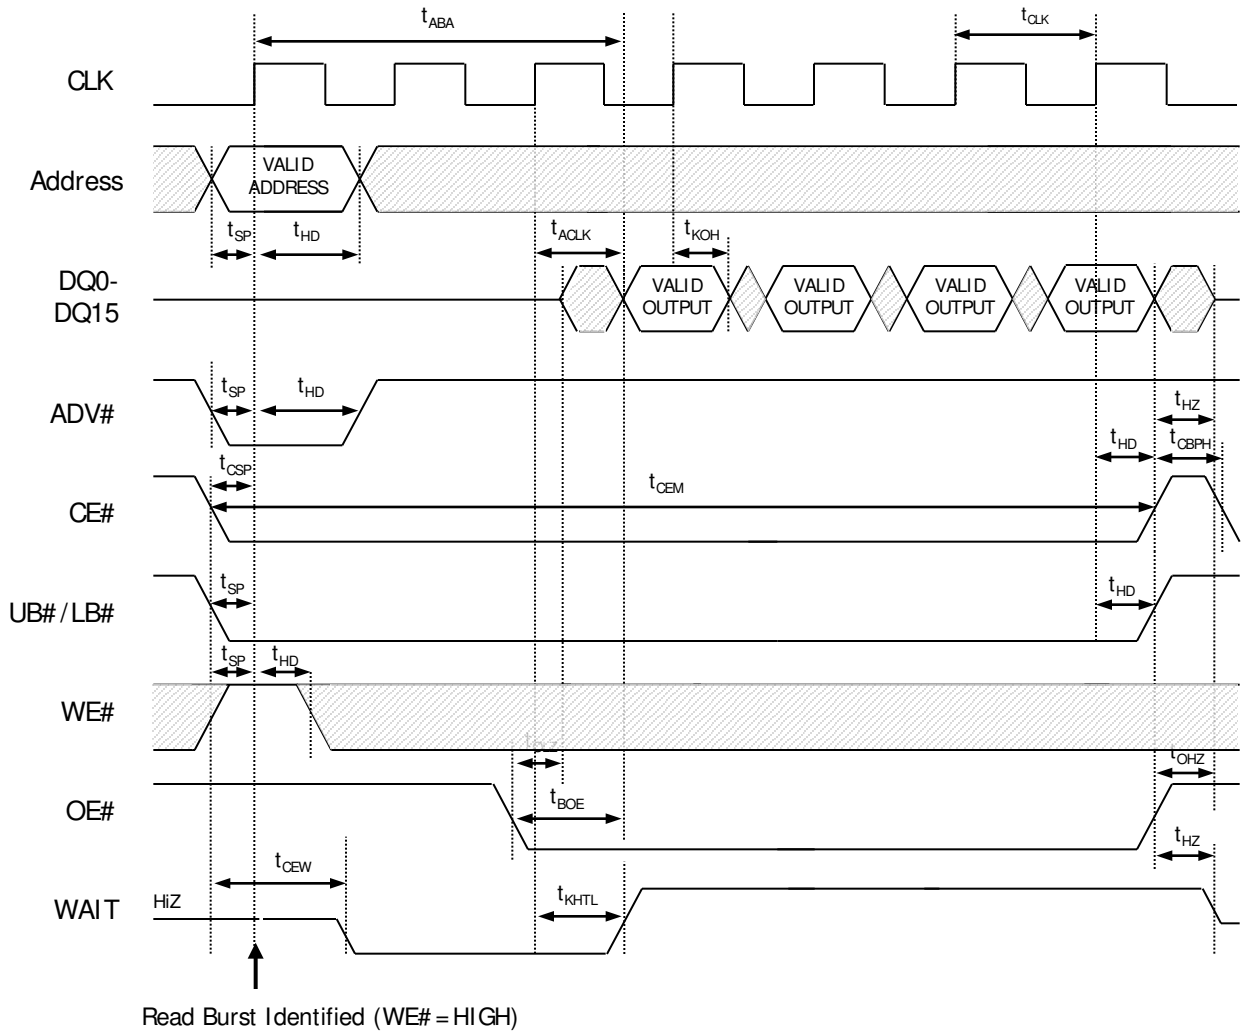 tABA
tCLK
CLK
Address
VALID
ADDRESS
tSP
tHD
tACLK
tKOH
DQ0-
DQ15
VALID
OUTPUT
VALID
OUTPUT
VALID
OUTPUT
VALID
OUTPUT
ADV#
tSP
tHD
tHZ
tHD
tCBPH
tCSP
CE#
tCEM
UB# / LB#
tSP
tHD
tSP
tHD
WE#
tOHZ
OE#
tBOE
tHZ
tCEW
WAIT
HiZ
tKHTL
Read Burst Identified (WE# = HIGH)